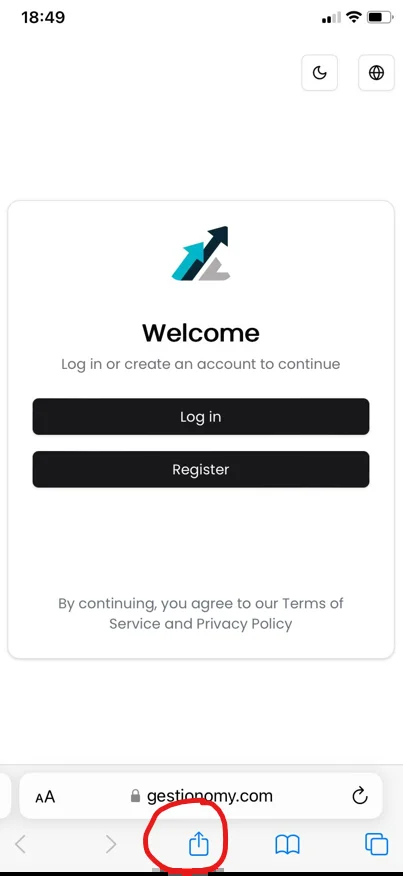 18:49
Welcome
Log in or create an account to continue
Log in
Register
By continuing, you agree to our Terms of
Service and Privacy Policy
AA
gestionomy.com